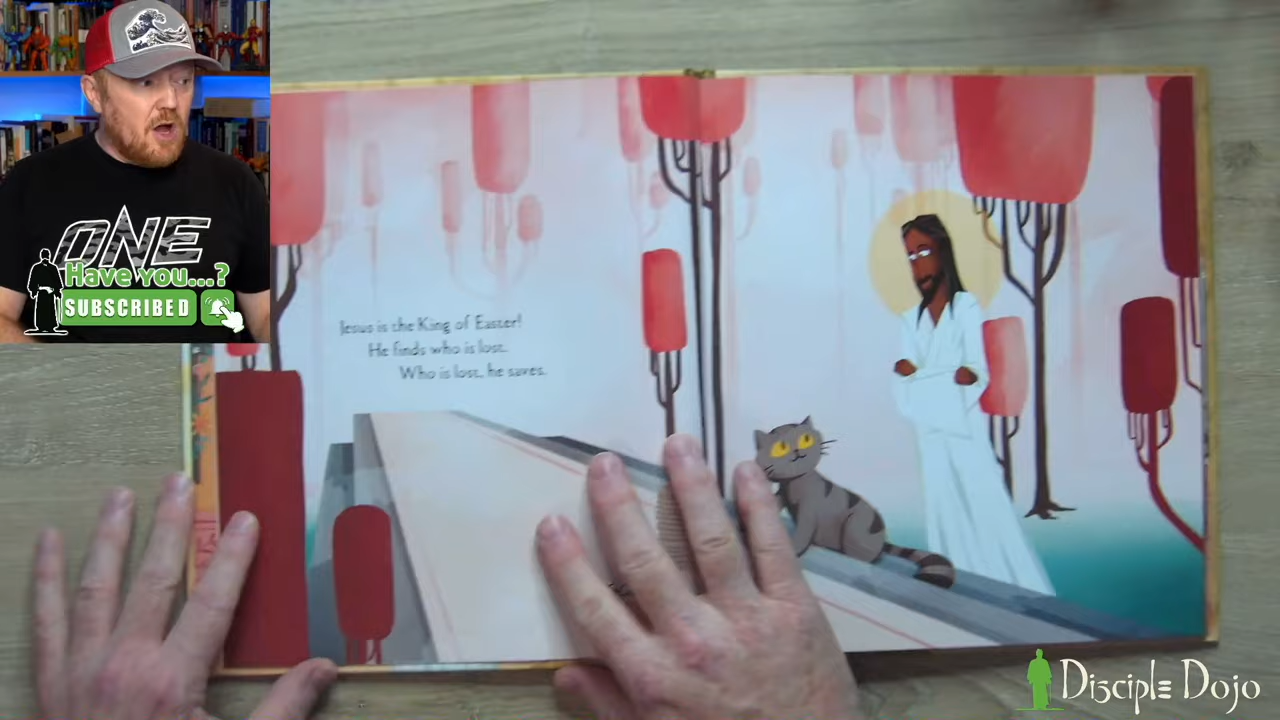 ONE
Have you...?
SUBSCRIBED
Jesus is the King of Easter!
He finds who is lost.
Who is lost, he saves.
Disciple Dojo